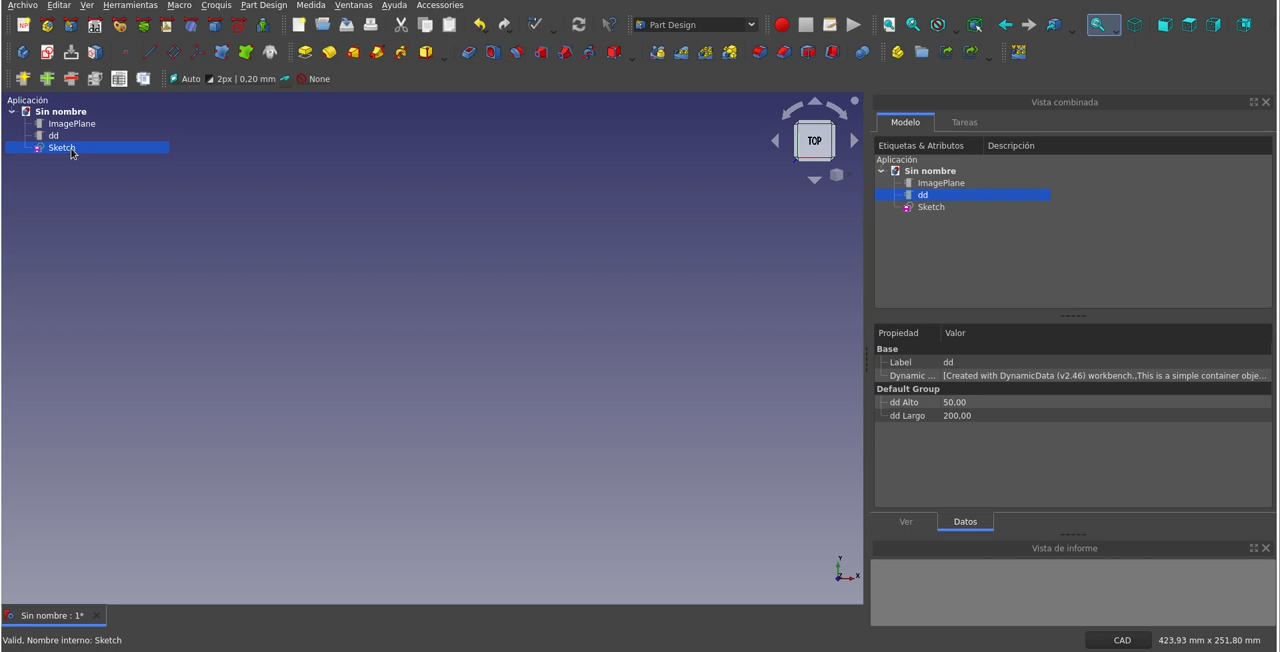 Archivo Editar Ver Herramientas Macro Croquis Part Design Medida Ventanas Ayuda Accessories
Part Design
Auto 2px | 0,20 mm None
Aplicación
Sin nombre
ImagePlane
dd
Sketch
TOP
Y
X
Z
Sin nombre : 1*
Vista combinada
Modelo Tareas
Etiquetas & Atributos Descripción
Aplicación
Sin nombre
ImagePlane
dd
Sketch
Propiedad Valor
Base
Label dd
Dynamic ... [Created with DynamicData (v2.46) workbench.,This is a simple container obje...
Default Group
dd Alto 50,00
dd Largo 200,00
Ver Datos
Vista de informe
Valid, Nombre interno: Sketch
CAD 423,93 mm x 251,80 mm